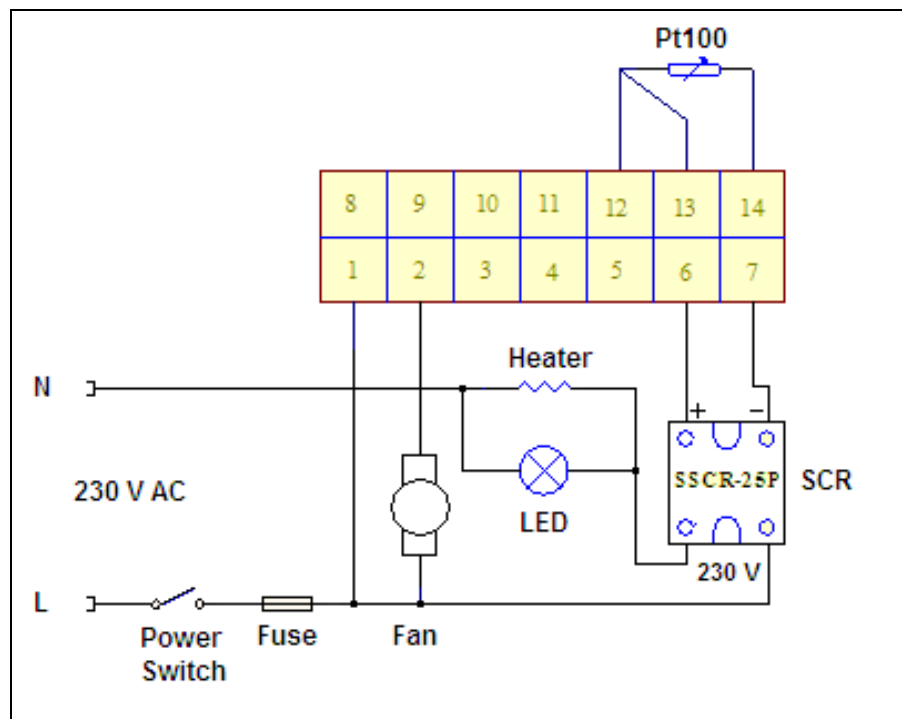 Pt100
8 9 10 11 12 13 14
1 2 3 4 5 6 7
Heater
N
+ −
230 V AC
SSCR-25P
SCR
LED
230 V
L
Power
Switch
Fuse
Fan